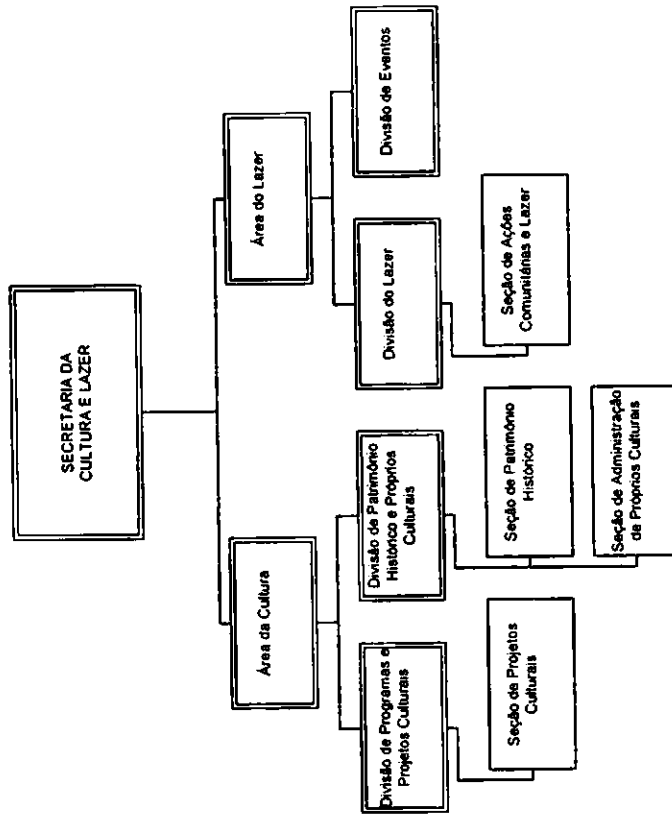 SECRETARIA DA
CULTURA E LAZER
Área da Cultura
Área do Lazer
Divisão de Programas e
Projetos Culturais
Divisão de Patrimônio
Histórico e Próprios
Culturais
Divisão do Lazer
Divisão de Eventos
Seção de Projetos
Culturais
Seção de Patrimônio
Histórico
Seção de Administração
de Próprios Culturais
Seção de Ações
Comunitárias e Lazer